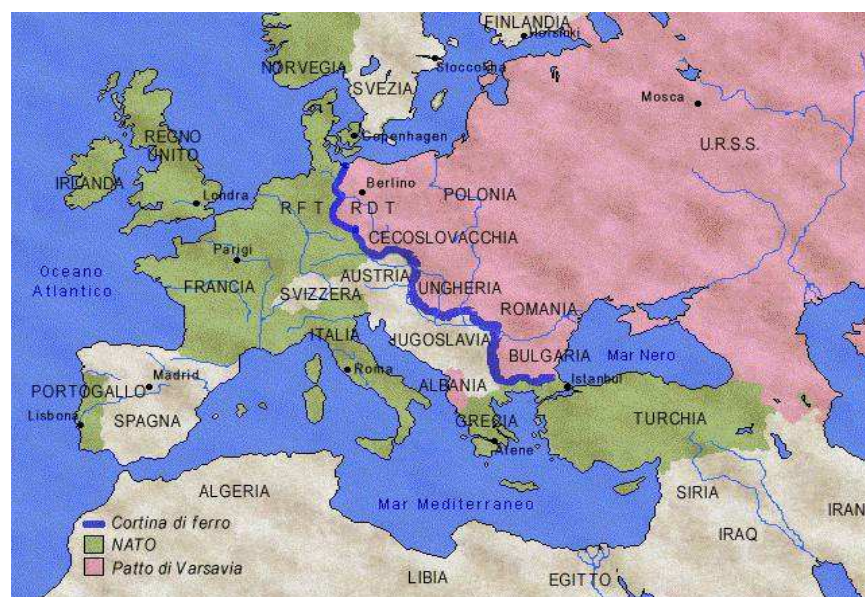 FINLANDIA
Helsinki
NORVEGIA
Stoccolma
SVEZIA
Mosca
Copenhagen
U.R.S.S.
REGNO
UNITO
IRLANDA
Londra
Berlino
POLONIA
RFT
RDT
CECOSLOVACCHIA
Parigi
Oceano
Atlantico
AUSTRIA
UNGHERIA
FRANCIA
SVIZZERA
ROMANIA
ITALIA
JUGOSLAVIA
BULGARIA
Mar Nero
Roma
Madrid
PORTOGALLO
ALBANIA
Istanbul
Lisbona
SPAGNA
GRECIA
TURCHIA
Atene
ALGERIA
Mar Mediterraneo
SIRIA
IRAN
IRAQ
LIBIA
EGITTO
Cortina di ferro
NATO
Patto di Varsavia